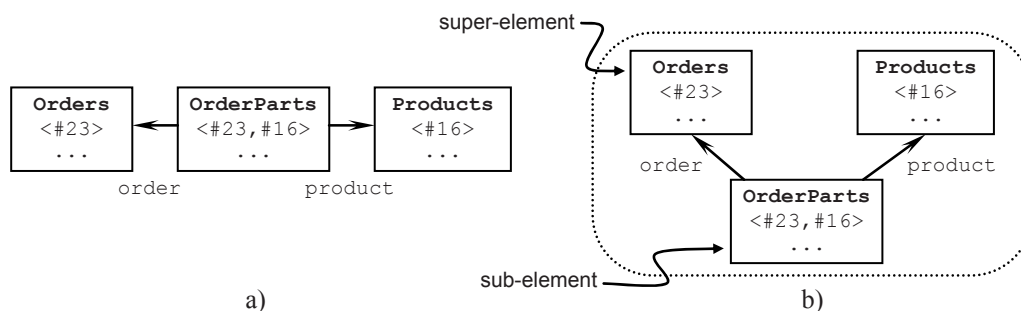 super-element
Orders
<#23>
...
OrderParts
<#23,#16>
...
Products
<#16>
...
order
product
a)
Orders
<#23>
...
Products
<#16>
...
order
product
OrderParts
<#23,#16>
...
sub-element
b)